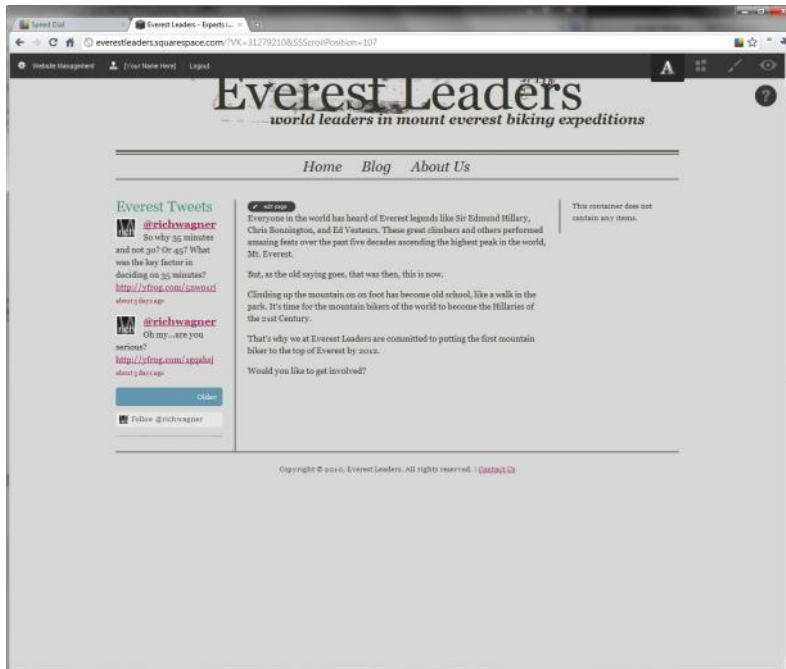 Speed Dial
Everest Leaders - Experts i...
everestleaders.squarespace.com/?VK=31279210&SSScrollPosition=107
Website Management [Your Name Here] Logout
A
?
Everest Leaders
world leaders in mount everest biking expeditions
Home Blog About Us
Everest Tweets
@richwagner
So why 35 minutes
and not 30? Or 45? What
was the key factor in
deciding on 35 minutes?
about 3 days ago
@richwagner
Oh my...are you
serious?
about 3 days ago
Older
Follow @richwagner
edit page
Everyone in the world has heard of Everest legends like Sir Edmund Hillary,
Chris Bonnington, and Ed Vesteurs. These great climbers and others performed
amazing feats over the past five decades ascending the highest peak in the world,
Mt. Everest.
But, as the old saying goes, that was then, this is now.
Climbing up the mountain on on foot has become old school, like a walk in the
park. It's time for the mountain bikers of the world to become the Hillaries of
the 21st Century.
That's why we at Everest Leaders are committed to putting the first mountain
biker to the top of Everest by 2012.
Would you like to get involved?
This container does not
contain any items.
Copyright © 2010, Everest Leaders. All rights reserved. | Contact Us